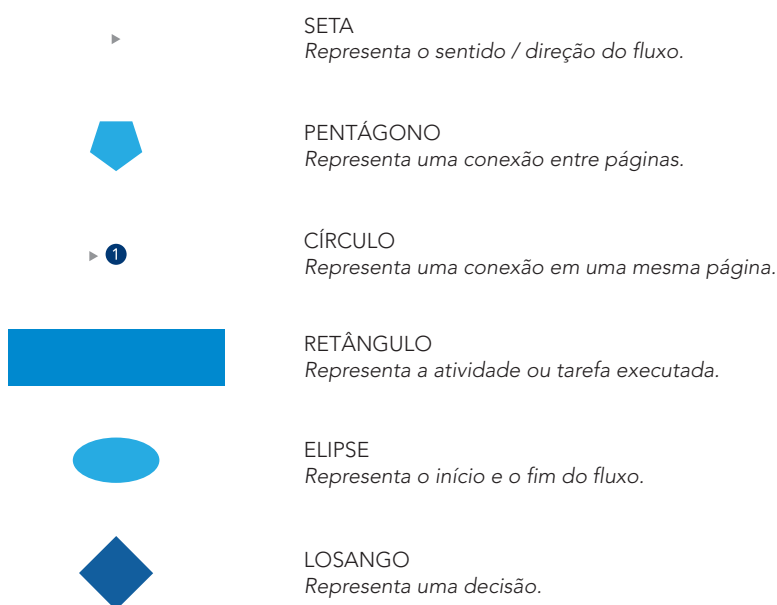 SETA
Representa o sentido / direção do fluxo.
PENTÁGONO
Representa uma conexão entre páginas.
1
CÍRCULO
Representa uma conexão em uma mesma página.
RETÂNGULO
Representa a atividade ou tarefa executada.
ELIPSE
Representa o início e o fim do fluxo.
LOSANGO
Representa uma decisão.